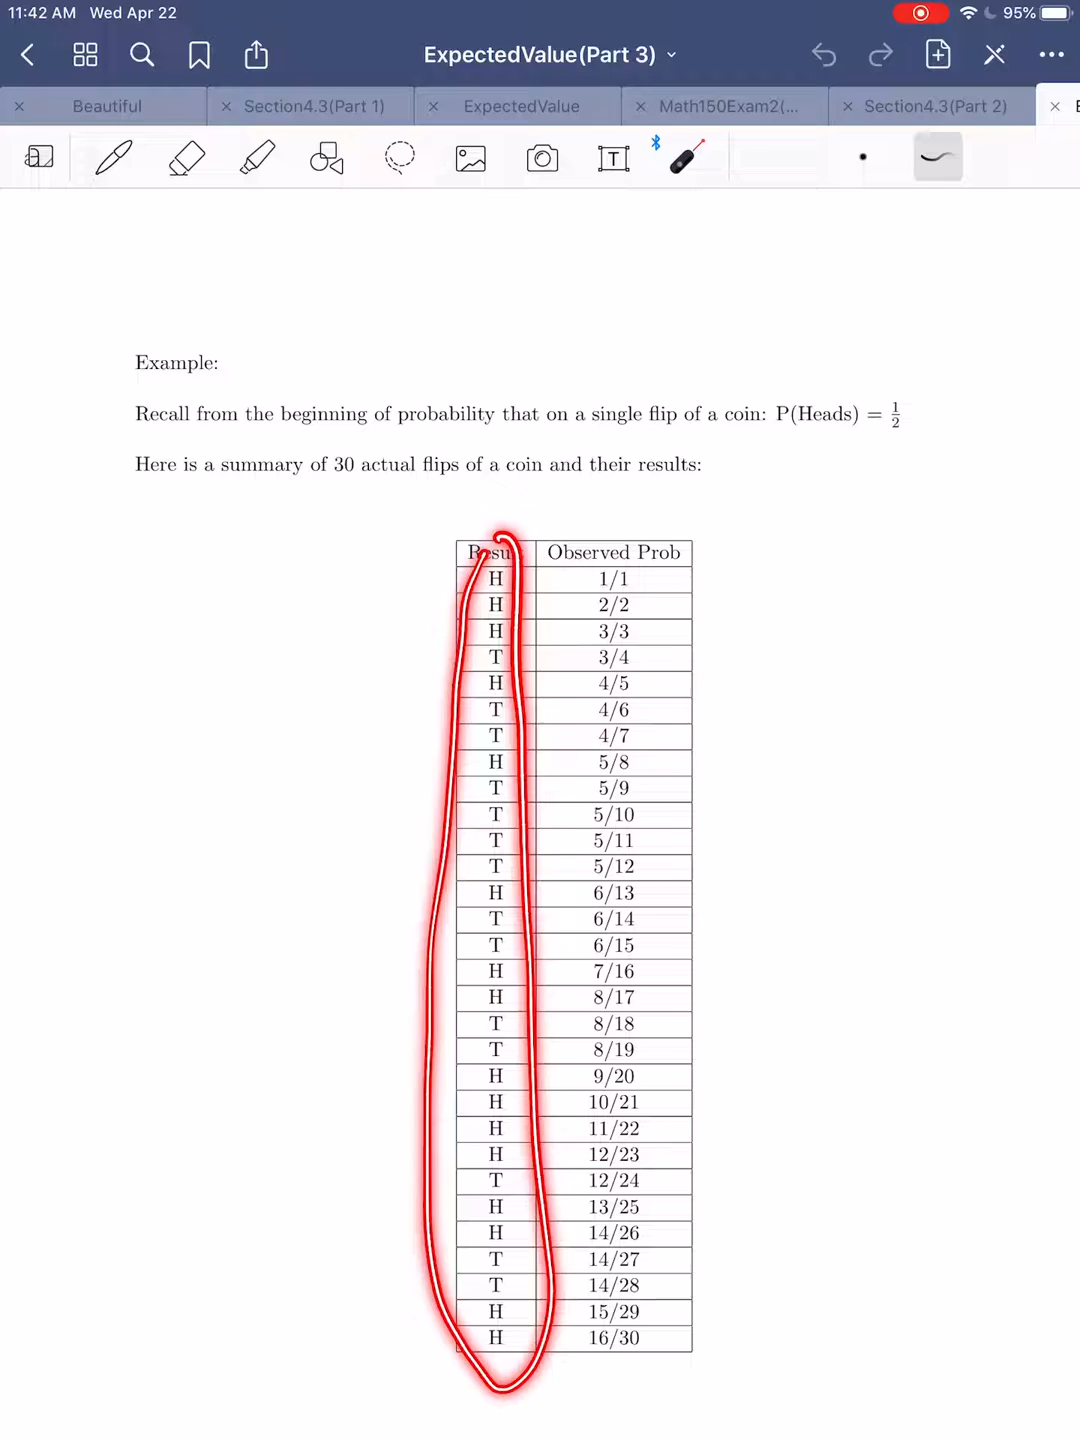 11:42 AM Wed Apr 22
95%
ExpectedValue(Part 3)
Beautiful
Section4.3(Part 1)
ExpectedValue
Math150Exam2(...
Section4.3(Part 2)
E
a
T
Example:
Recall from the beginning of probability that on a single flip of a coin: P(Heads) = 1/2
Here is a summary of 30 actual flips of a coin and their results:
Resu Observed Prob
H 1/1
H 2/2
H 3/3
T 3/4
H 4/5
T 4/6
T 4/7
H 5/8
T 5/9
T 5/10
T 5/11
T 5/12
H 6/13
T 6/14
T 6/15
H 7/16
H 8/17
T 8/18
T 8/19
H 9/20
H 10/21
H 11/22
H 12/23
T 12/24
H 13/25
H 14/26
T 14/27
T 14/28
H 15/29
H 16/30